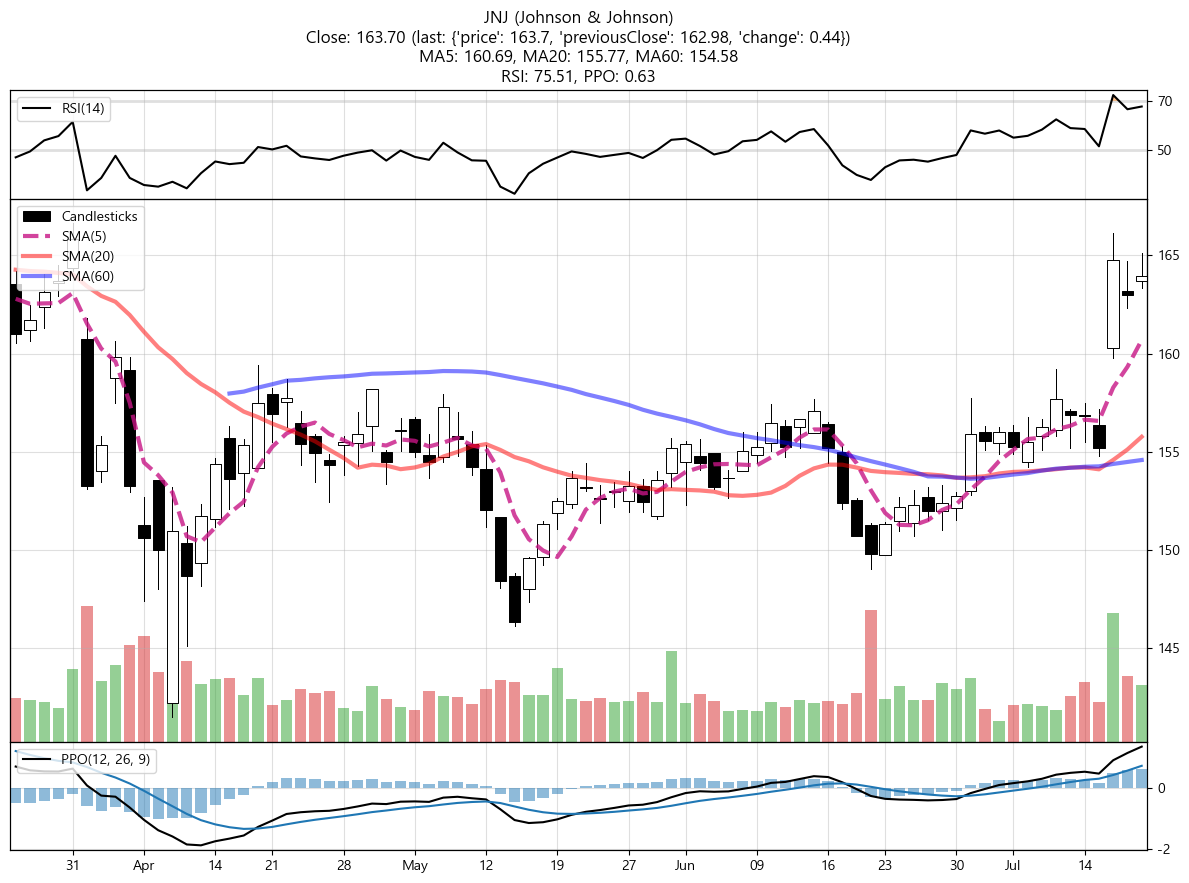 JNJ (Johnson & Johnson)
Close: 163.70 (last: {'price': 163.7, 'previousClose': 162.98, 'change': 0.44})
MA5: 160.69, MA20: 155.77, MA60: 154.58
RSI: 75.51, PPO: 0.63
RSI(14)
70
50
Candlesticks
SMA(5)
SMA(20)
SMA(60)
165
160
155
150
145
PPO(12, 26, 9)
0
-2
31 Apr 14 21 28 May 12 19 27 Jun 09 16 23 30 Jul 14